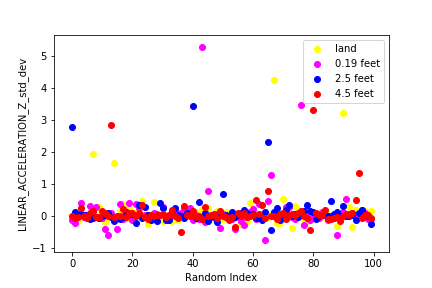 LINEAR_ACCELERATION_Z_std_dev
5
4
3
2
1
0
−1
land
0.19 feet
2.5 feet
4.5 feet
0 20 40 60 80 100
Random Index